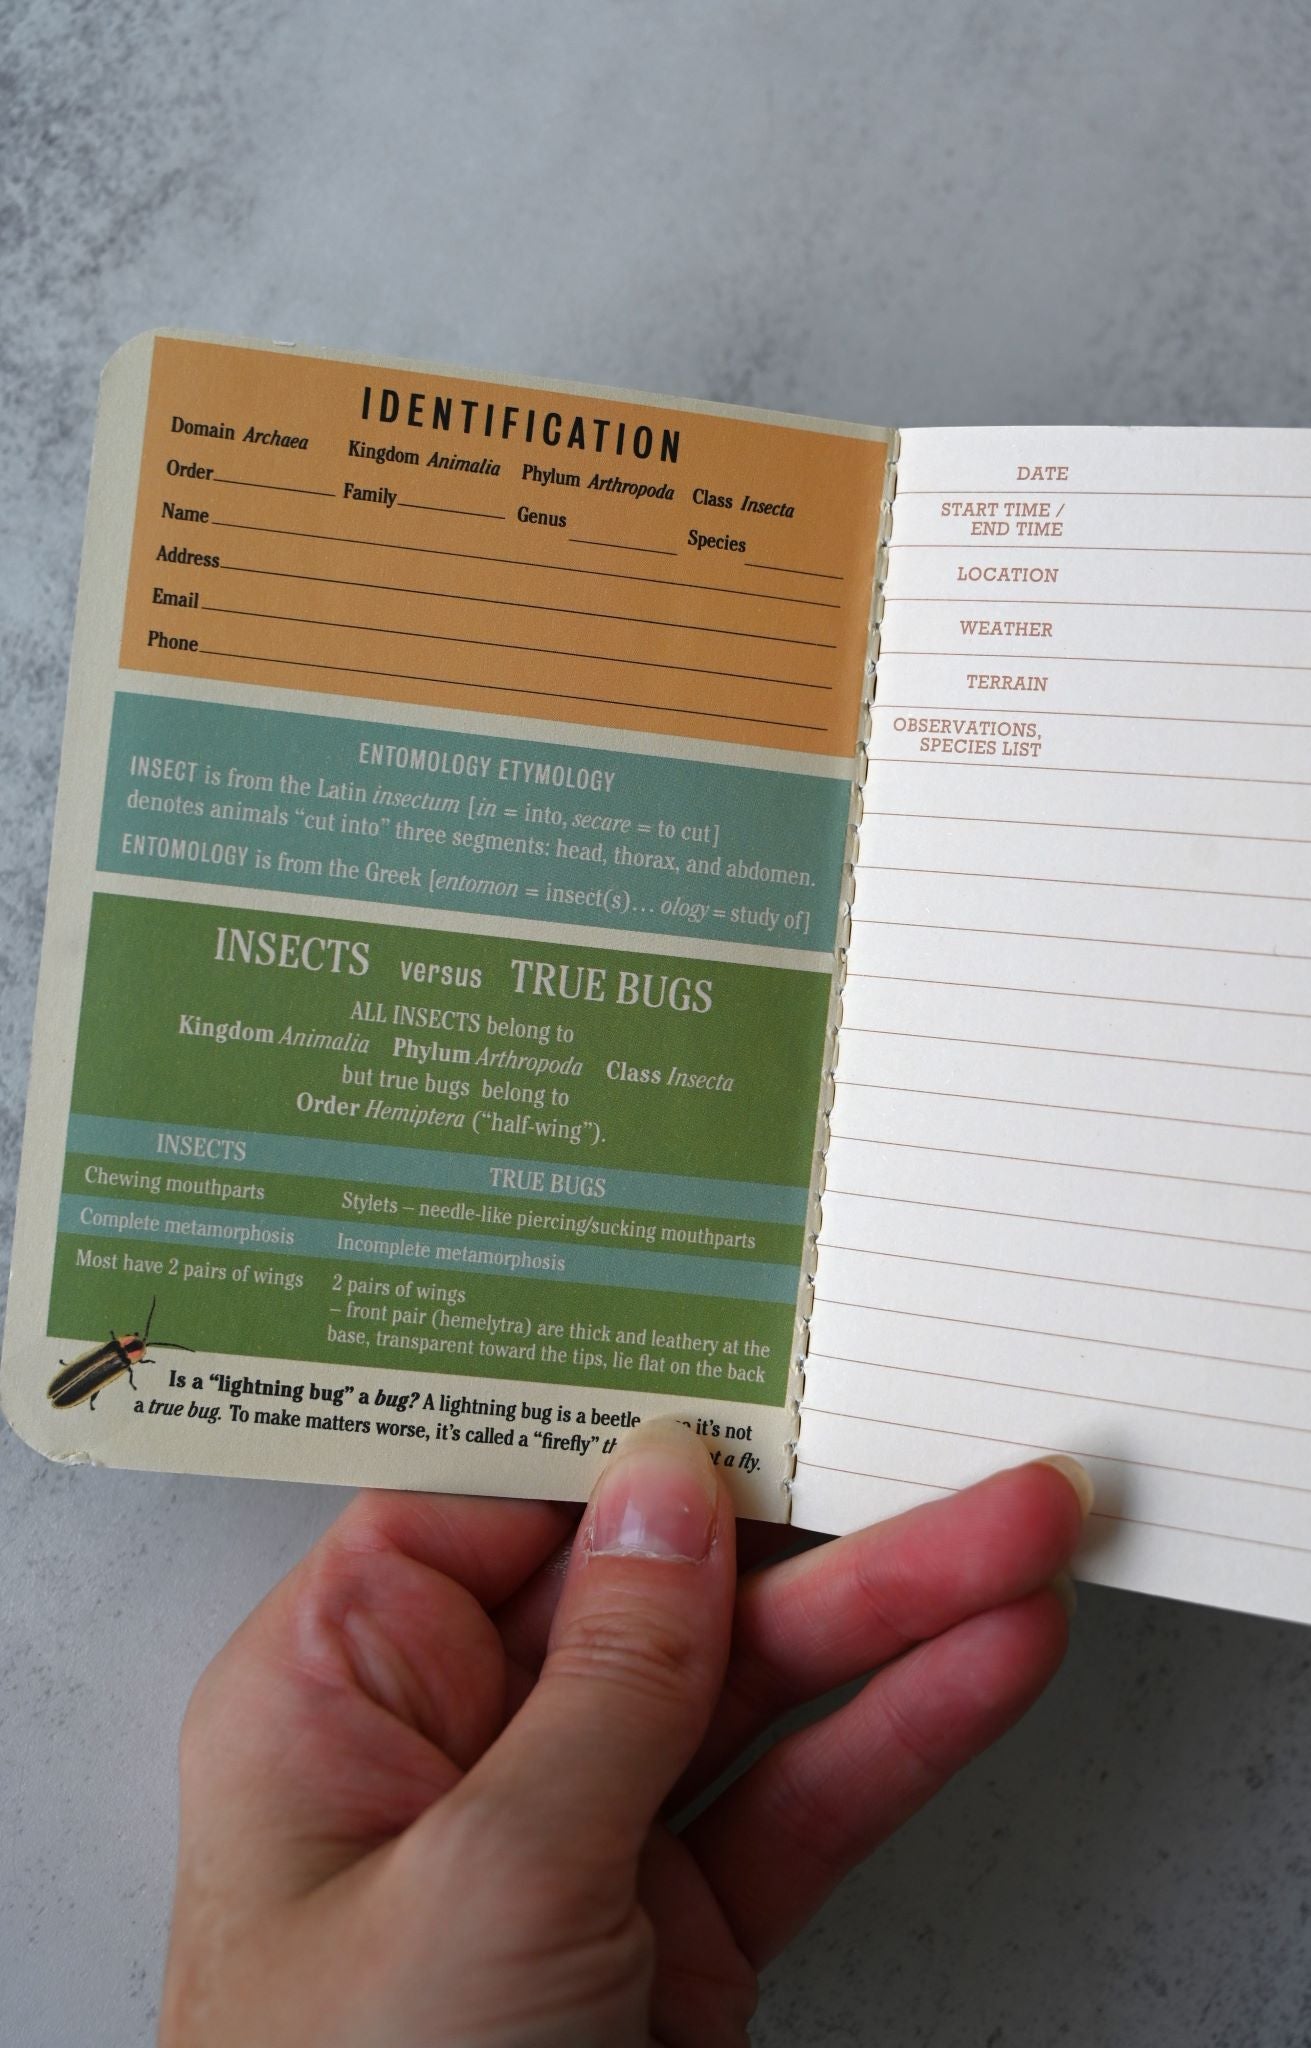 IDENTIFICATION
Domain Archaea Kingdom Animalia Phylum Arthropoda Class Insecta
Order Family Genus Species
Name
Address
Email
Phone
ENTOMOLOGY ETYMOLOGY
INSECT is from the Latin insectum [in = into, secare = to cut]
denotes animals “cut into” three segments: head, thorax, and abdomen.
ENTOMOLOGY is from the Greek [entomon = insect(s)... ology = study of]
INSECTS versus TRUE BUGS
ALL INSECTS belong to
Kingdom Animalia Phylum Arthropoda Class Insecta
but true bugs belong to
Order Hemiptera (“half-wing”).
INSECTS TRUE BUGS
Chewing mouthparts Stylets – needle-like piercing/sucking mouthparts
Complete metamorphosis Incomplete metamorphosis
Most have 2 pairs of wings 2 pairs of wings
– front pair (hemelytra) are thick and leathery at the
base, transparent toward the tips, lie flat on the back
Is a “lightning bug” a bug? A lightning bug is a beetle it’s not
a true bug. To make matters worse, it’s called a “firefly” a fly.
DATE
START TIME /
END TIME
LOCATION
WEATHER
TERRAIN
OBSERVATIONS,
SPECIES LIST